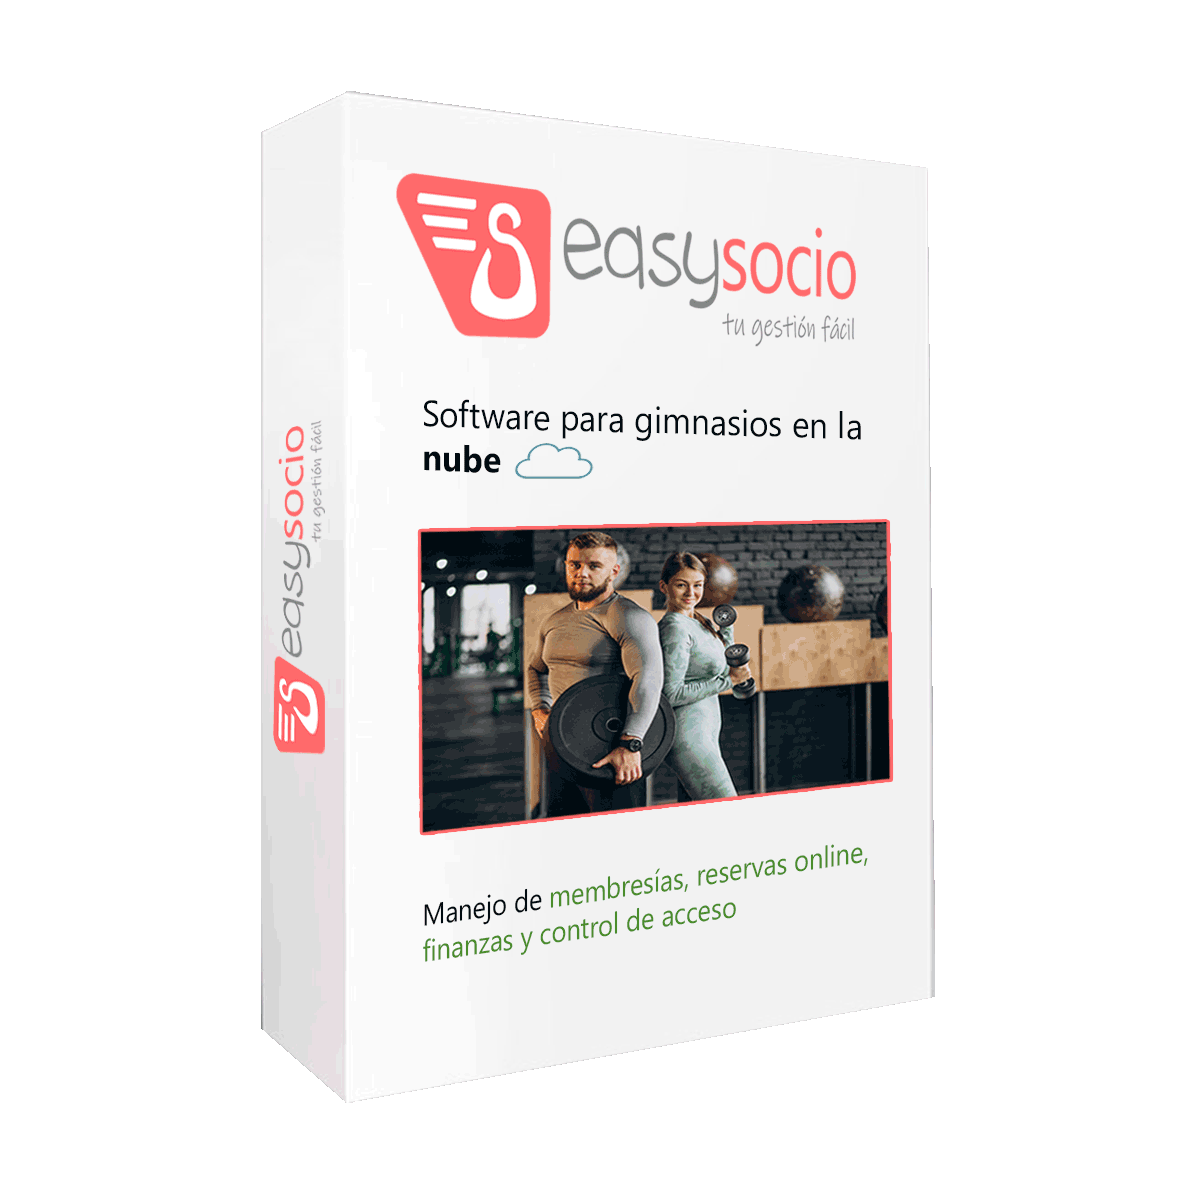 easysocio
tu gestión fácil
Software para gimnasios en la
nube
Manejo de membresías, reservas online,
finanzas y control de acceso
easysocio
tu gestión fácil